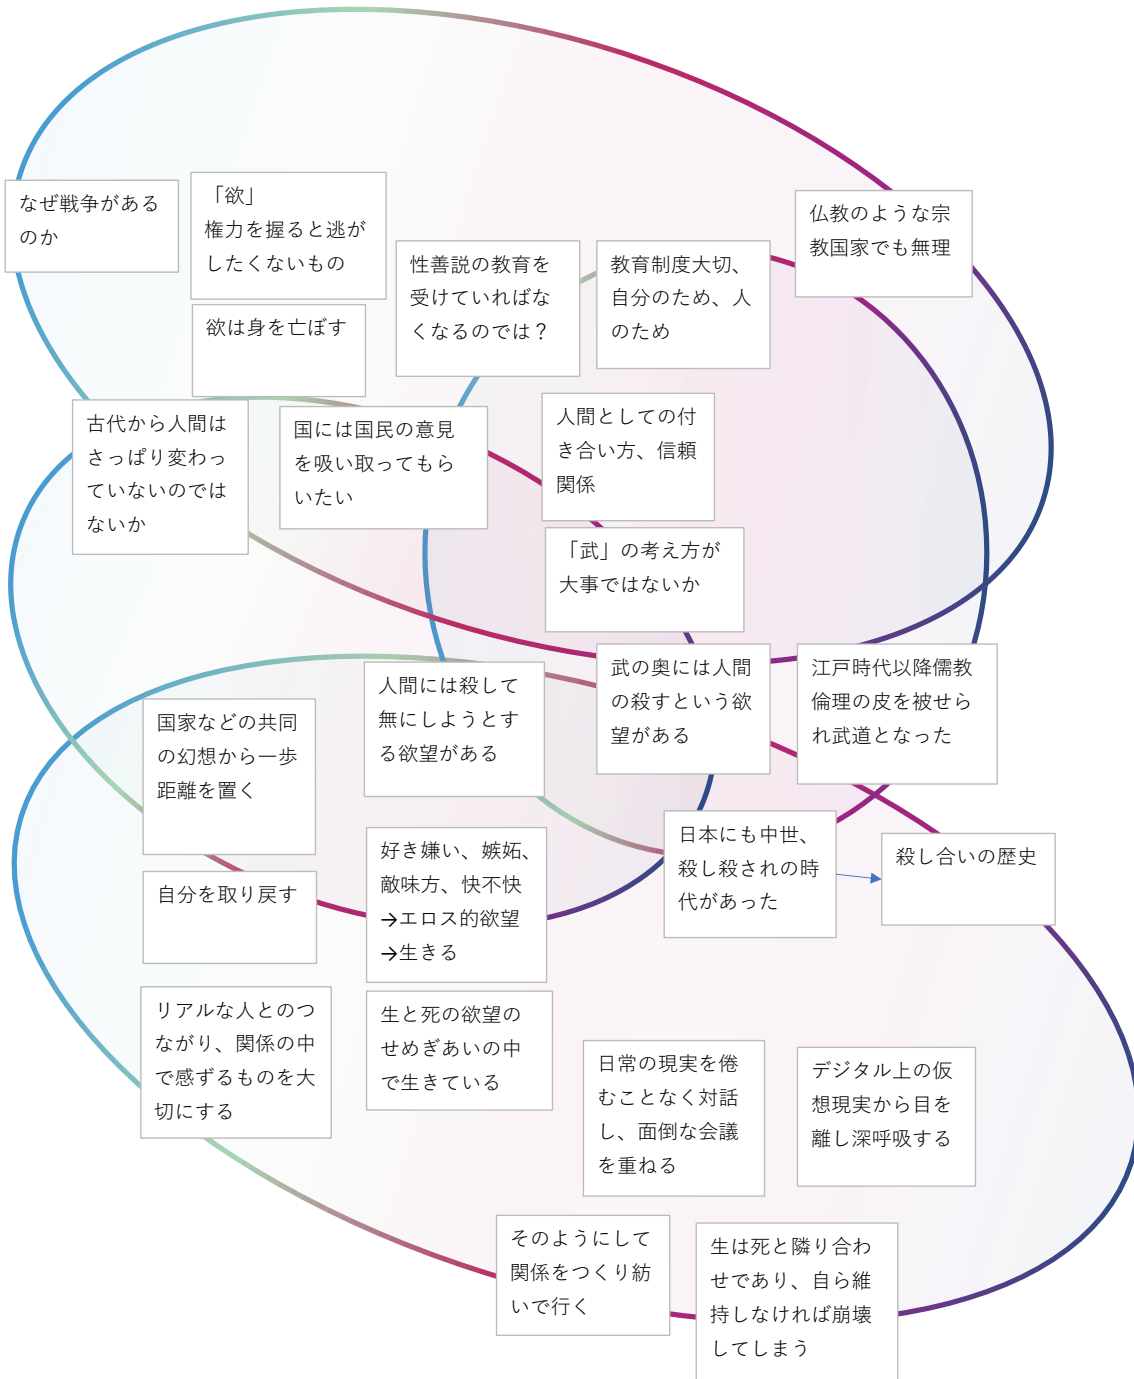 なぜ戦争がある
のか
「欲」
権力を握ると逃が
したくないもの
仏教のような宗
教国家でも無理
性善説の教育を
受けていればな
くなるのでは？
教育制度大切、
自分のため、人
のため
欲は身を亡ぼす
古代から人間は
さっぱり変わっ
ていないのでは
ないか
国には国民の意見
を吸い取ってもら
いたい
人間としての付
き合い方、信頼
関係
「武」の考え方が
大事ではないか
人間には殺して
無にしようとす
る欲望がある
武の奥には人間
の殺すという欲
望がある
江戸時代以降儒教
倫理の皮を被せら
れ武道となった
国家などの共同
の幻想から一歩
距離を置く
好き嫌い、嫉妬、
敵味方、快不快
→エロス的欲望
→生きる
日本にも中世、
殺し殺されの時
代があった
殺し合いの歴史
自分を取り戻す
リアルな人とのつ
ながり、関係の中
で感ずるものを大
切にする
生と死の欲望の
せめぎあいの中
で生きている
日常の現実を倦
むことなく対話
し、面倒な会議
を重ねる
デジタル上の仮
想現実から目を
離し深呼吸する
そのようにして
関係をつくり紡
いで行く
生は死と隣り合わ
せであり、自ら維
持しなければ崩壊
してしまう